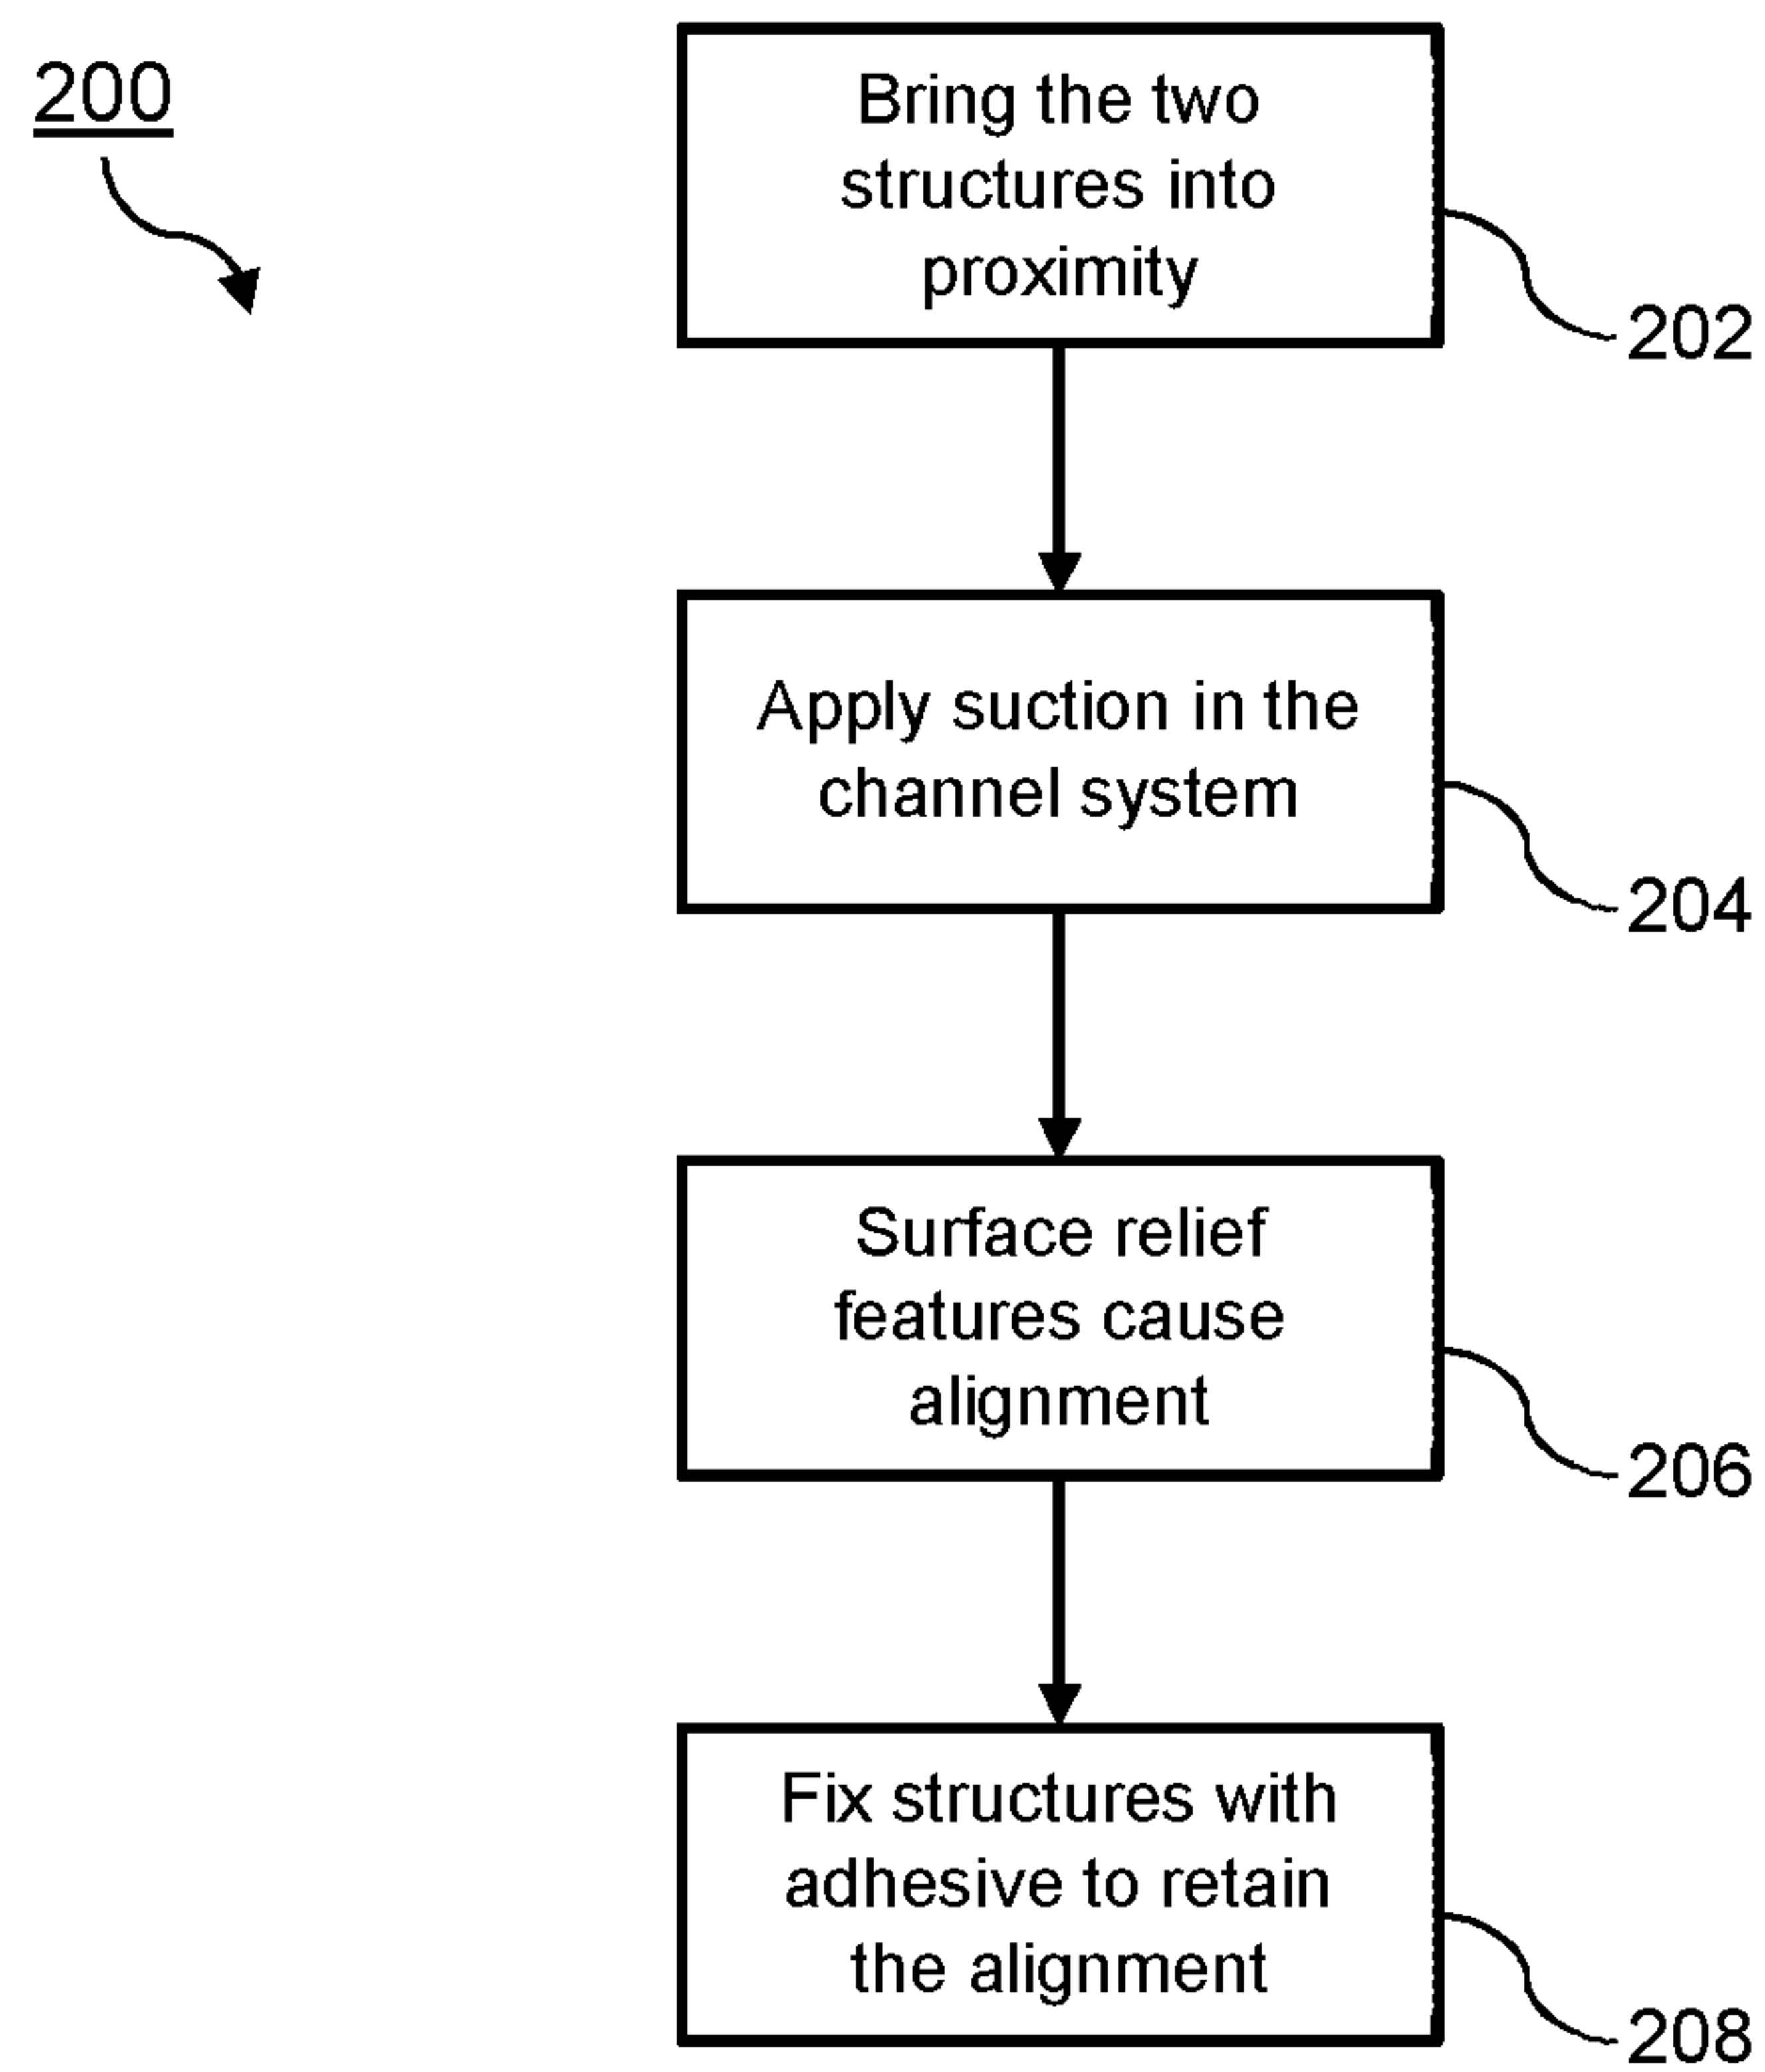 200
Bring the two
structures into
proximity
202
Apply suction in the
channel system
204
Surface relief
features cause
alignment
206
Fix structures with
adhesive to retain
the alignment
208